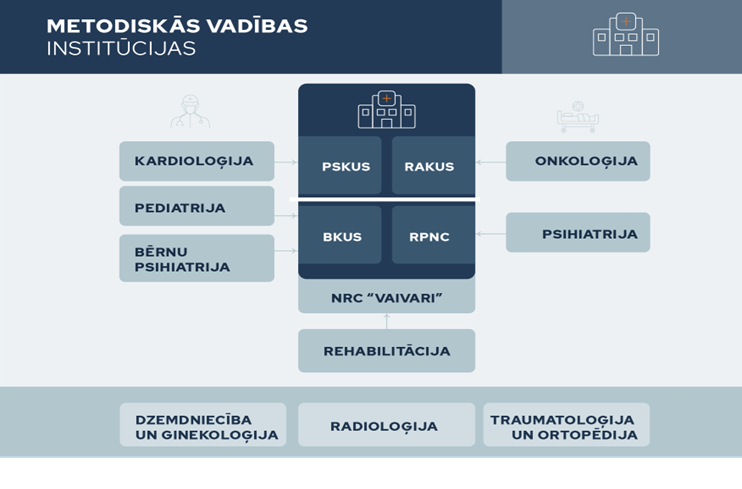 METODISKĀS VADĪBAS
INSTITŪCIJAS
KARDIOLOĢIJA
PEDIATRIJA
BĒRNU
PSIHIATRIJA
PSKUS
RAKUS
BKUS
RPNC
NRC “VAIVARI”
REHABILITĀCIJA
ONKOLOĢIJA
PSIHIATRIJA
DZEMDNIECĪBA
UN GINEKOLOĢIJA
RADIOLOĢIJA
TRAUMATOLOĢIJA
UN ORTOPĒDIJA